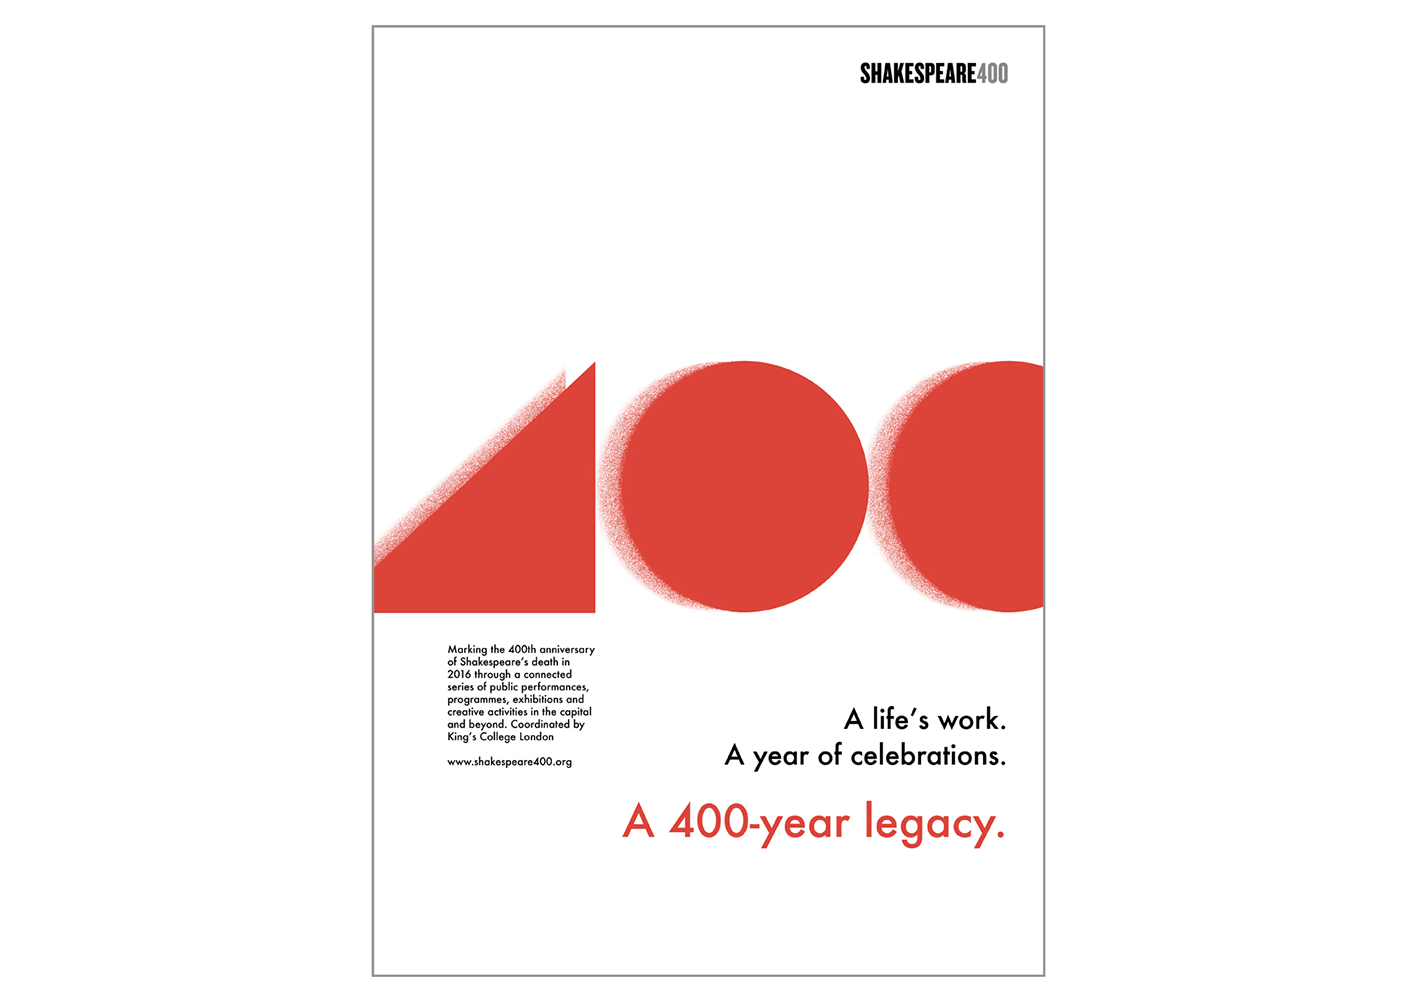 SHAKESPEARE400
400
Marking the 400th anniversary
of Shakespeare's death in
2016 through a connected
series of public performances,
programmes, exhibitions and
creative activities in the capital
and beyond. Coordinated by
King's College London
www.shakespeare400.org
A life's work.
A year of celebrations.
A 400-year legacy.